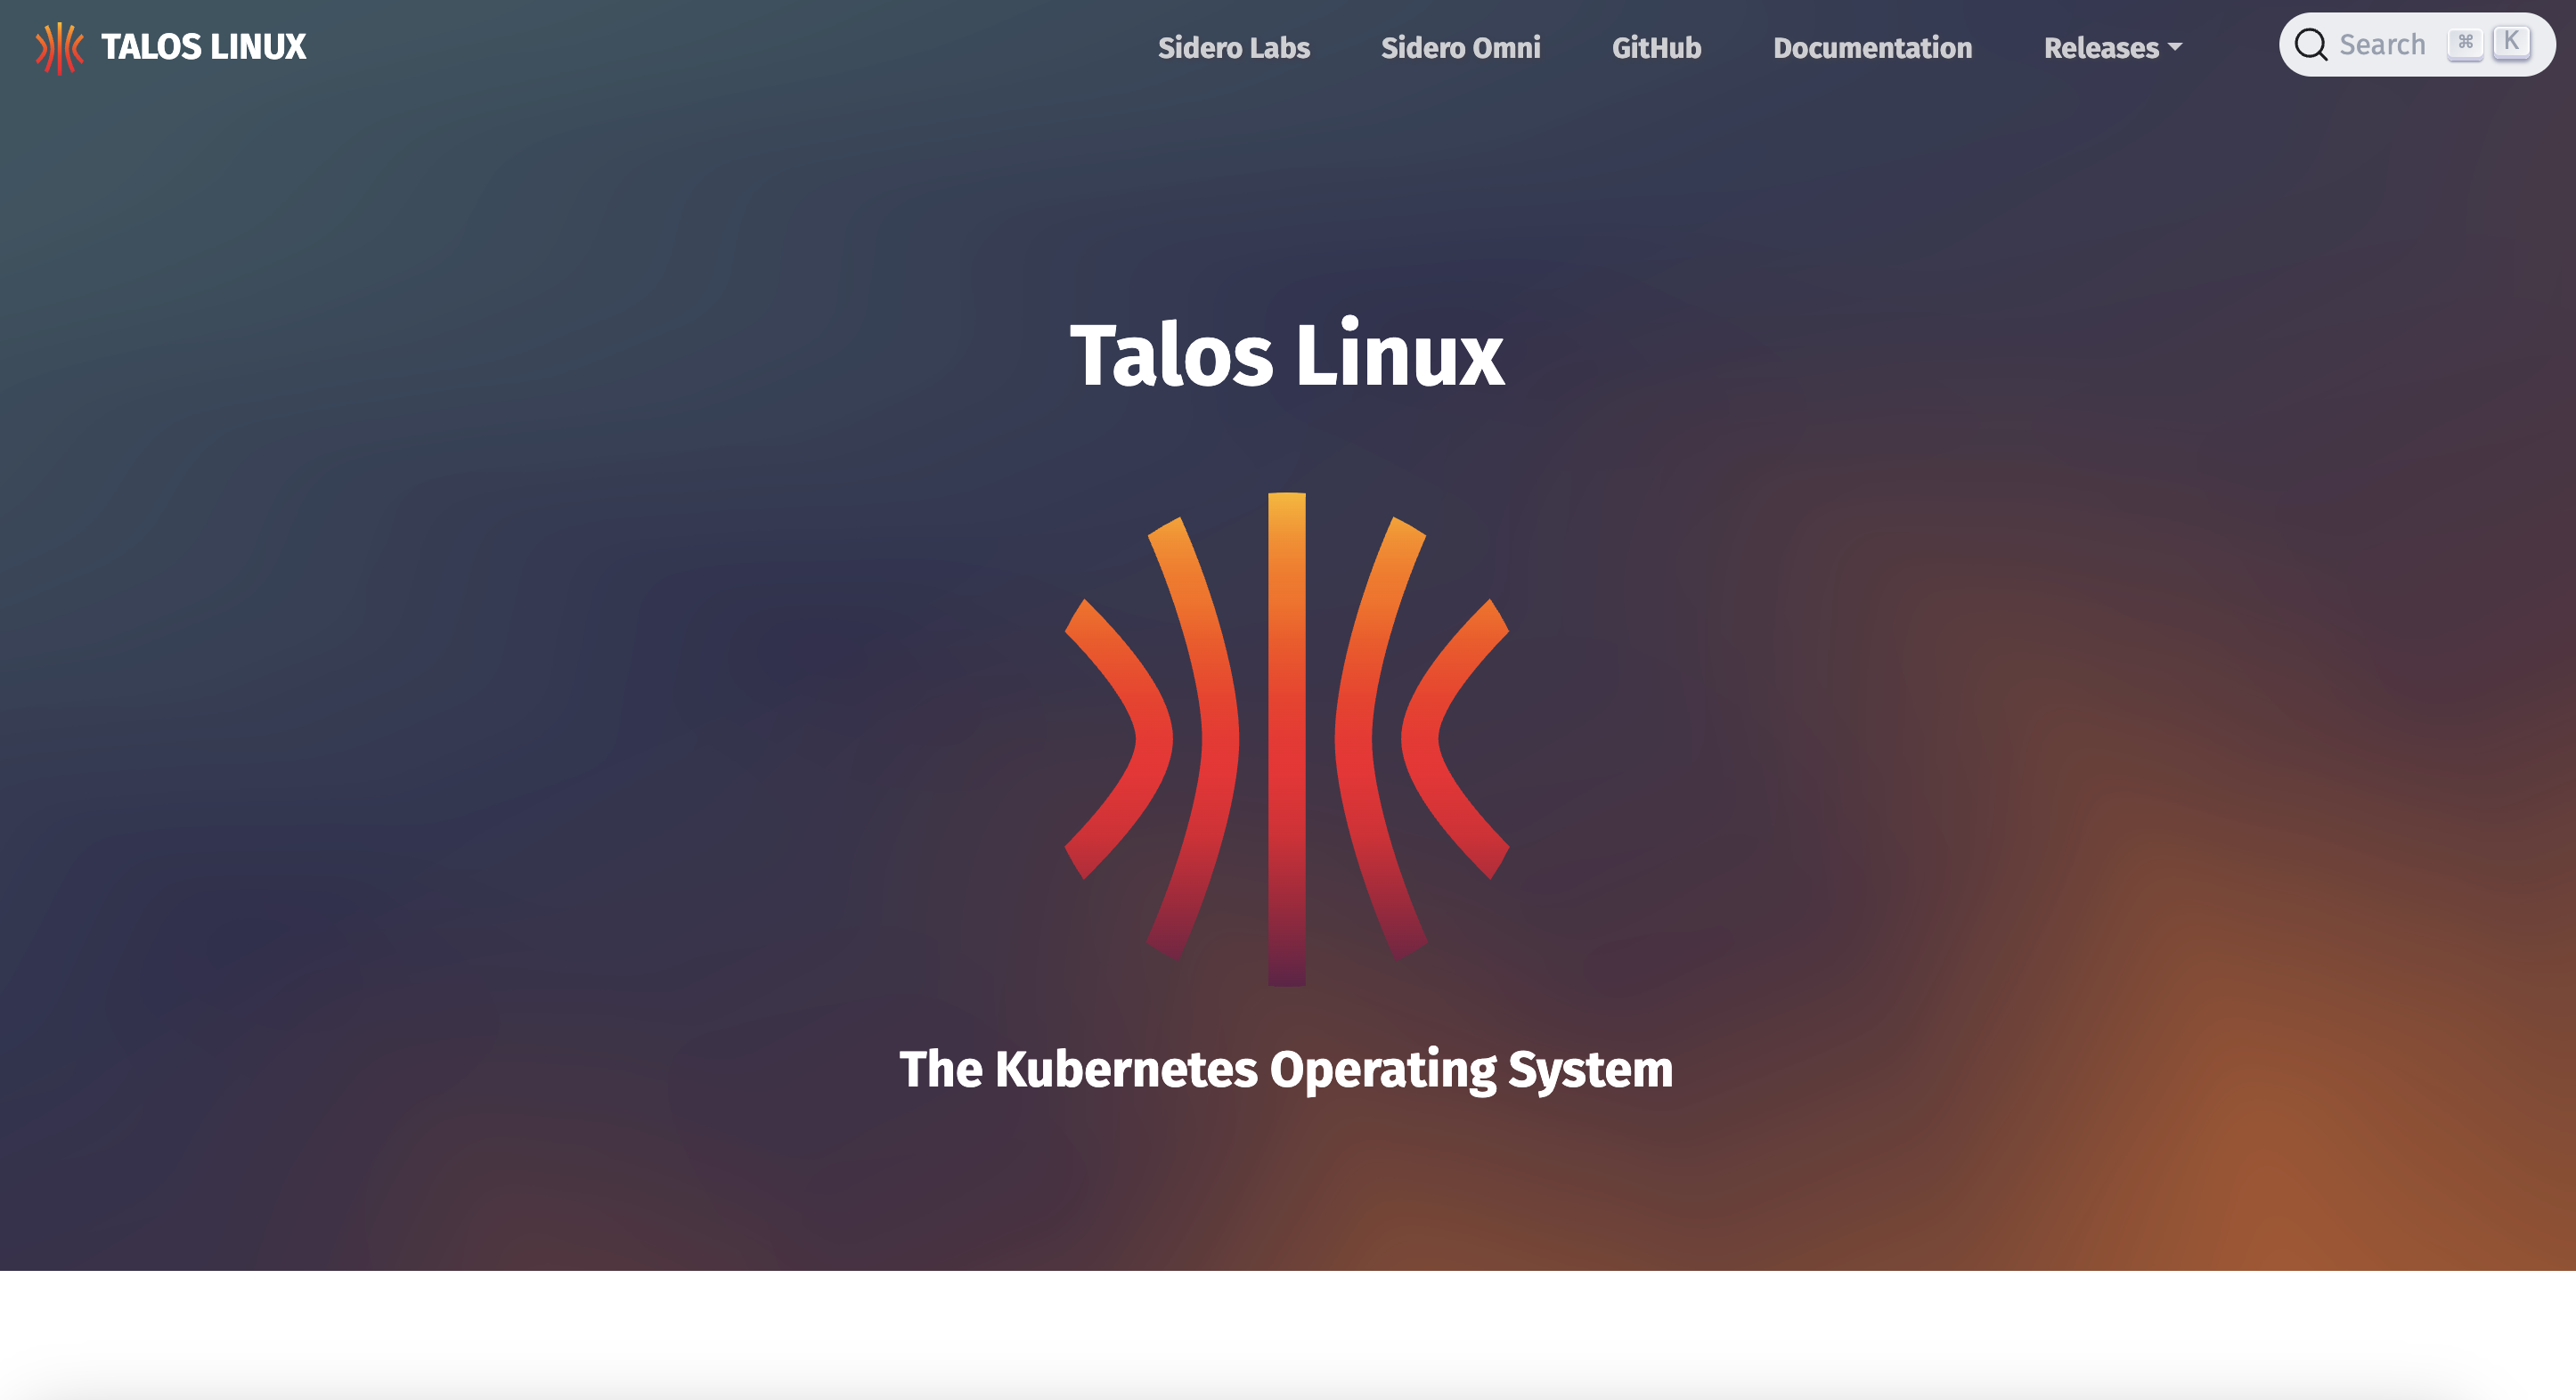 TALOS LINUX
Sidero Labs
Sidero Omni
GitHub
Documentation
Releases
Search ⌘ K
Talos Linux
The Kubernetes Operating System